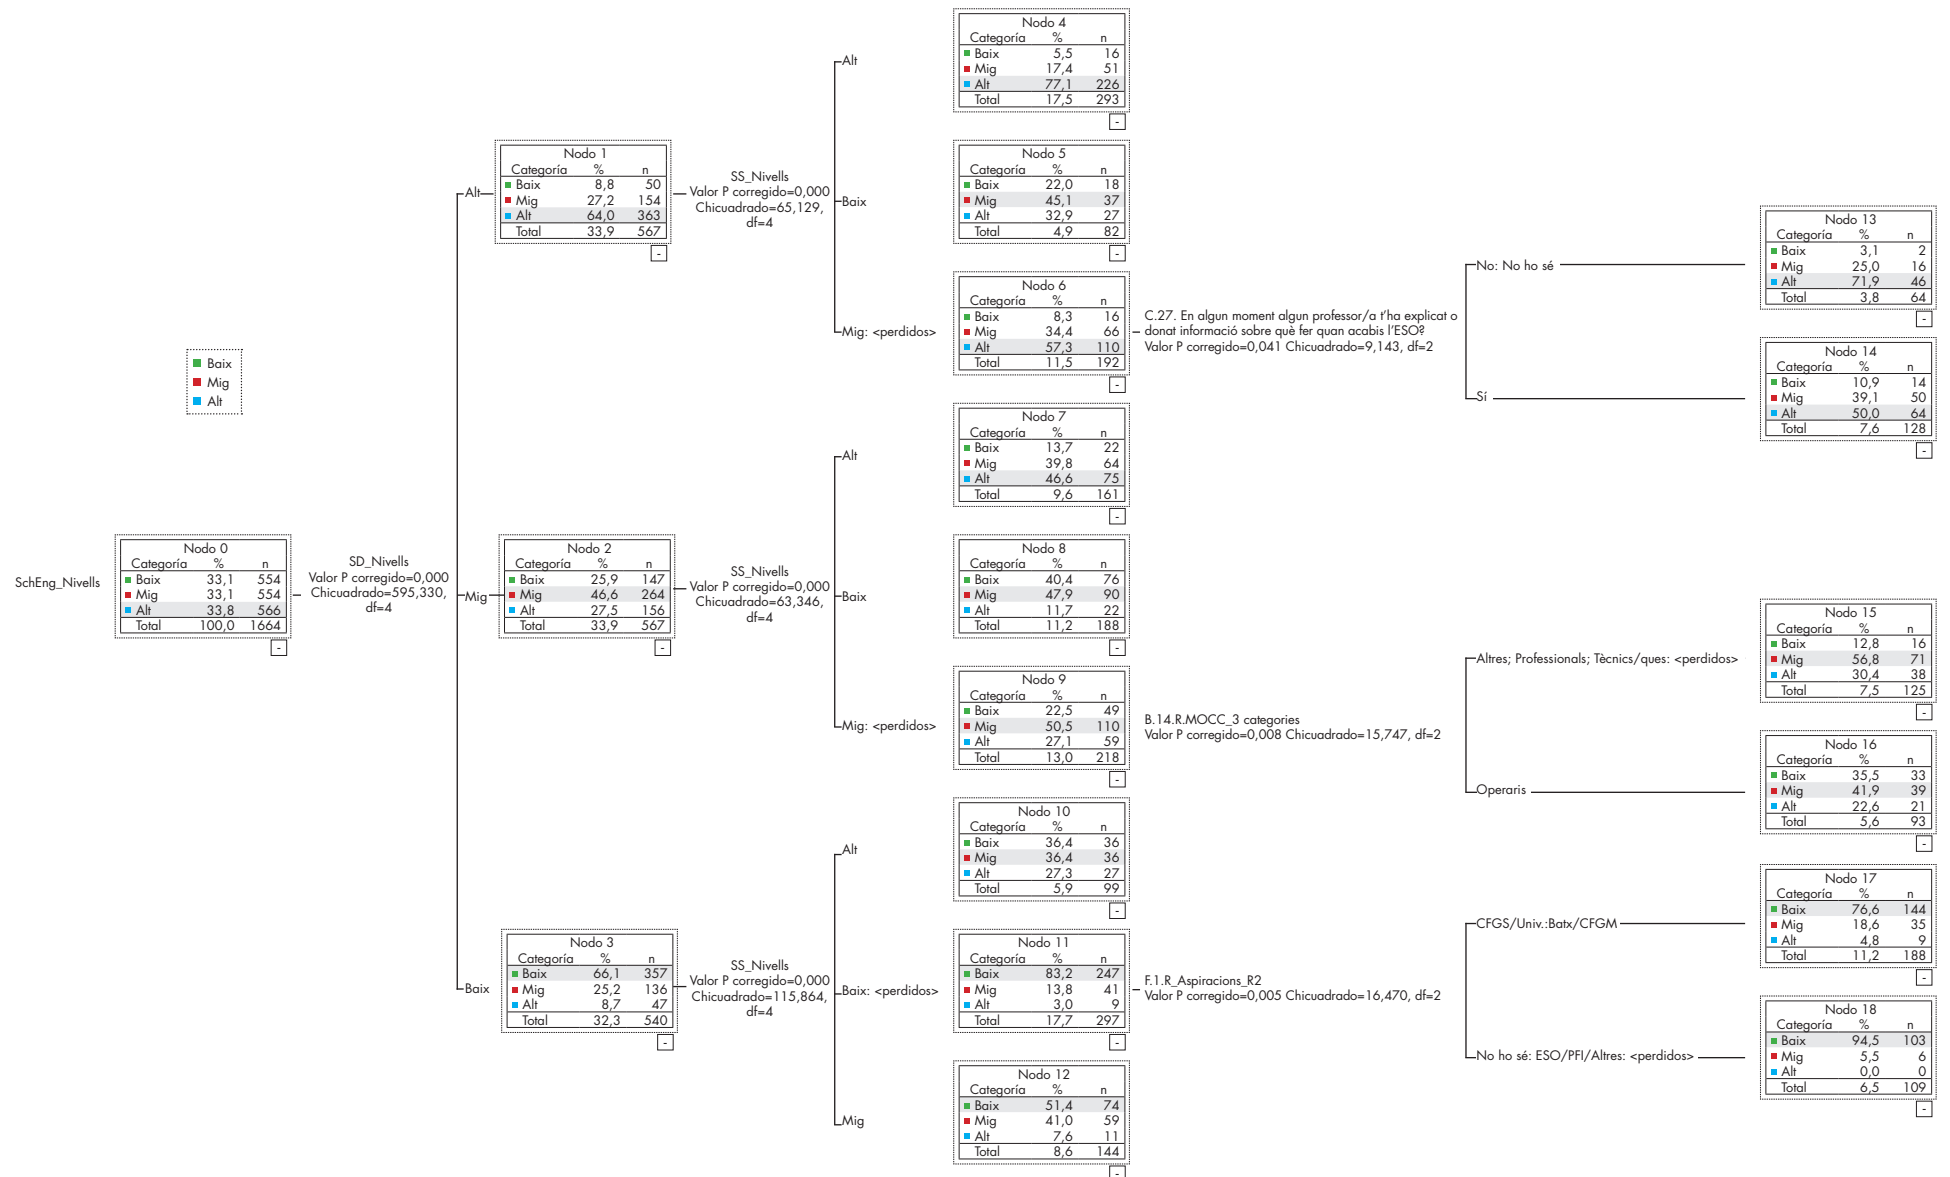 SchEng_Nivells
Baix
Mig
Alt
Nodo 0
Categoría % n
Baix 33,1 554
Mig 33,1 554
Alt 33,8 566
Total 100,0 1664
-
SD_Nivells
Valor P corregido=0,000
Chicuadrado=595,330,
df=4
Alt
Mig
Baix
Nodo 1
Categoría % n
Baix 8,8 50
Mig 27,2 154
Alt 64,0 363
Total 33,9 567
-
SS_Nivells
Valor P corregido=0,000
Chicuadrado=65,129,
df=4
Nodo 2
Categoría % n
Baix 25,9 147
Mig 46,6 264
Alt 27,5 156
Total 33,9 567
-
SS_Nivells
Valor P corregido=0,000
Chicuadrado=63,346,
df=4
Nodo 3
Categoría % n
Baix 66,1 357
Mig 25,2 136
Alt 8,7 47
Total 32,3 540
-
SS_Nivells
Valor P corregido=0,000
Chicuadrado=115,864,
df=4
Alt
Baix
Mig: <perdidos>
Alt
Baix
Mig: <perdidos>
Alt
Baix: <perdidos>
Mig
Nodo 4
Categoría % n
Baix 5,5 16
Mig 17,4 51
Alt 77,1 226
Total 17,5 293
-
Nodo 5
Categoría % n
Baix 22,0 18
Mig 45,1 37
Alt 32,9 27
Total 4,9 82
-
Nodo 6
Categoría % n
Baix 8,3 16
Mig 34,4 66
Alt 57,3 110
Total 11,5 192
-
Nodo 7
Categoría % n
Baix 13,7 22
Mig 39,8 64
Alt 46,6 75
Total 9,6 161
-
Nodo 8
Categoría % n
Baix 40,4 76
Mig 47,9 90
Alt 11,7 22
Total 11,2 188
-
Nodo 9
Categoría % n
Baix 22,5 49
Mig 50,5 110
Alt 27,1 59
Total 13,0 218
-
Nodo 10
Categoría % n
Baix 36,4 36
Mig 36,4 36
Alt 27,3 27
Total 5,9 99
-
Nodo 11
Categoría % n
Baix 83,2 247
Mig 13,8 41
Alt 3,0 9
Total 17,7 297
-
Nodo 12
Categoría % n
Baix 51,4 74
Mig 41,0 59
Alt 7,6 11
Total 8,6 144
-
C.27. En algun moment algun professor/a t'ha explicat o
donat informació sobre què fer quan acabis l'ESO?
Valor P corregido=0,041 Chicuadrado=9,143, df=2
No: No ho sé
Sí
B.14.R.MOCC_3 categories
Valor P corregido=0,008 Chicuadrado=15,747, df=2
Altres; Professionals; Tècnics/ques: <perdidos>
Operaris
F.1.R_Aspiracions_R2
Valor P corregido=0,005 Chicuadrado=16,470, df=2
CFGS/Univ.:Batx/CFGM
No ho sé: ESO/PFI/Altres: <perdidos>
Nodo 13
Categoría % n
Baix 3,1 2
Mig 25,0 16
Alt 71,9 46
Total 3,8 64
-
Nodo 14
Categoría % n
Baix 10,9 14
Mig 39,1 50
Alt 50,0 64
Total 7,6 128
-
Nodo 15
Categoría % n
Baix 12,8 16
Mig 56,8 71
Alt 30,4 38
Total 7,5 125
-
Nodo 16
Categoría % n
Baix 35,5 33
Mig 41,9 39
Alt 22,6 21
Total 5,6 93
-
Nodo 17
Categoría % n
Baix 76,6 144
Mig 18,6 35
Alt 4,8 9
Total 11,2 188
-
Nodo 18
Categoría % n
Baix 94,5 103
Mig 5,5 6
Alt 0,0 0
Total 6,5 109
-